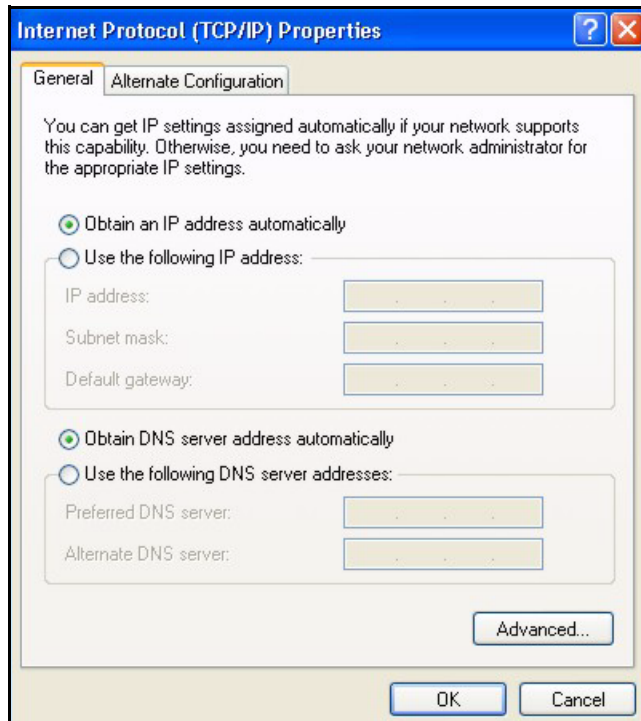 Internet Protocol (TCP/IP) Properties
General
Alternate Configuration
You can get IP settings assigned automatically if your network supports
this capability. Otherwise, you need to ask your network administrator for
the appropriate IP settings.
Obtain an IP address automatically
Use the following IP address:
IP address:
Subnet mask:
Default gateway:
Obtain DNS server address automatically
Use the following DNS server addresses:
Preferred DNS server:
Alternate DNS server:
Advanced...
OK
Cancel